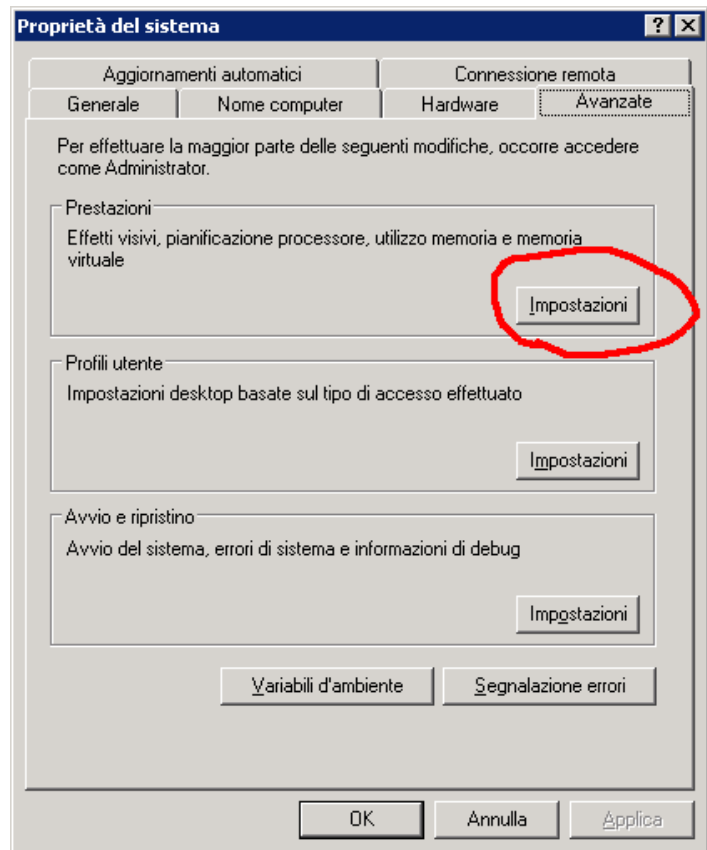 Proprietà del sistema
Aggiornamenti automatici
Connessione remota
Generale
Nome computer
Hardware
Avanzate
Per effettuare la maggior parte delle seguenti modifiche, occorre accedere
come Administrator.
Prestazioni
Effetti visivi, pianificazione processore, utilizzo memoria e memoria
virtuale
Impostazioni
Profili utente
Impostazioni desktop basate sul tipo di accesso effettuato
Impostazioni
Avvio e ripristino
Avvio del sistema, errori di sistema e informazioni di debug
Impostazioni
Variabili d'ambiente
Segnalazione errori
OK
Annulla
Applica